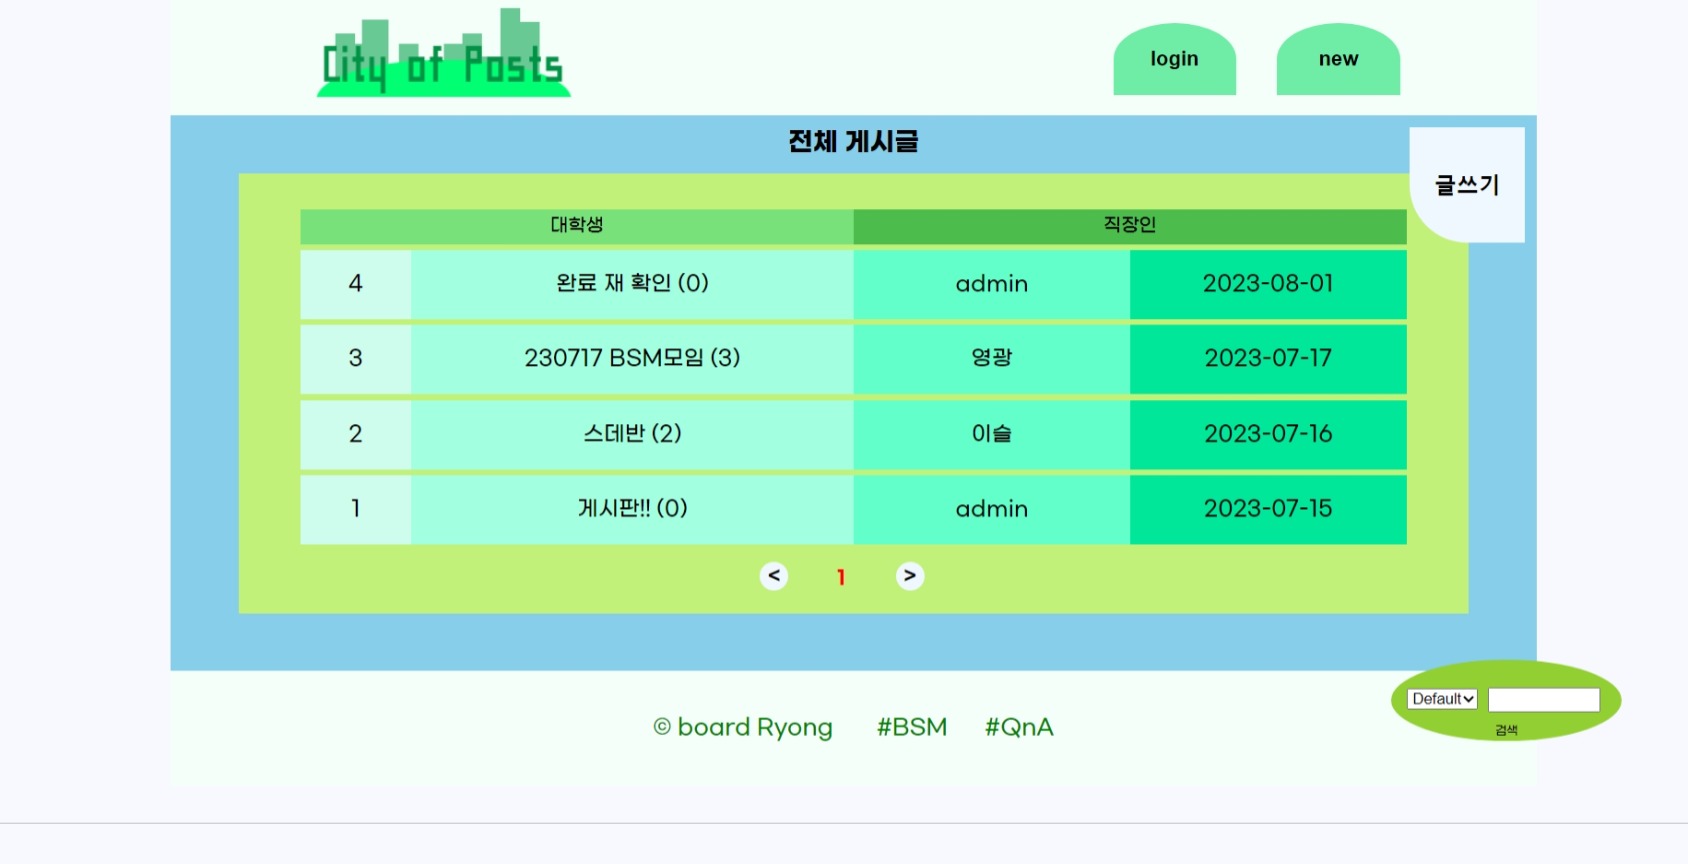 City of Posts
login new
전체 게시글
글쓰기
대학생 직장인
4 완료 재 확인 (0) admin 2023-08-01
3 230717 BSM모임 (3) 영광 2023-07-17
2 스데반 (2) 이슬 2023-07-16
1 게시판!! (0) admin 2023-07-15
< 1 >
Default
검색
© board Ryong #BSM #QnA